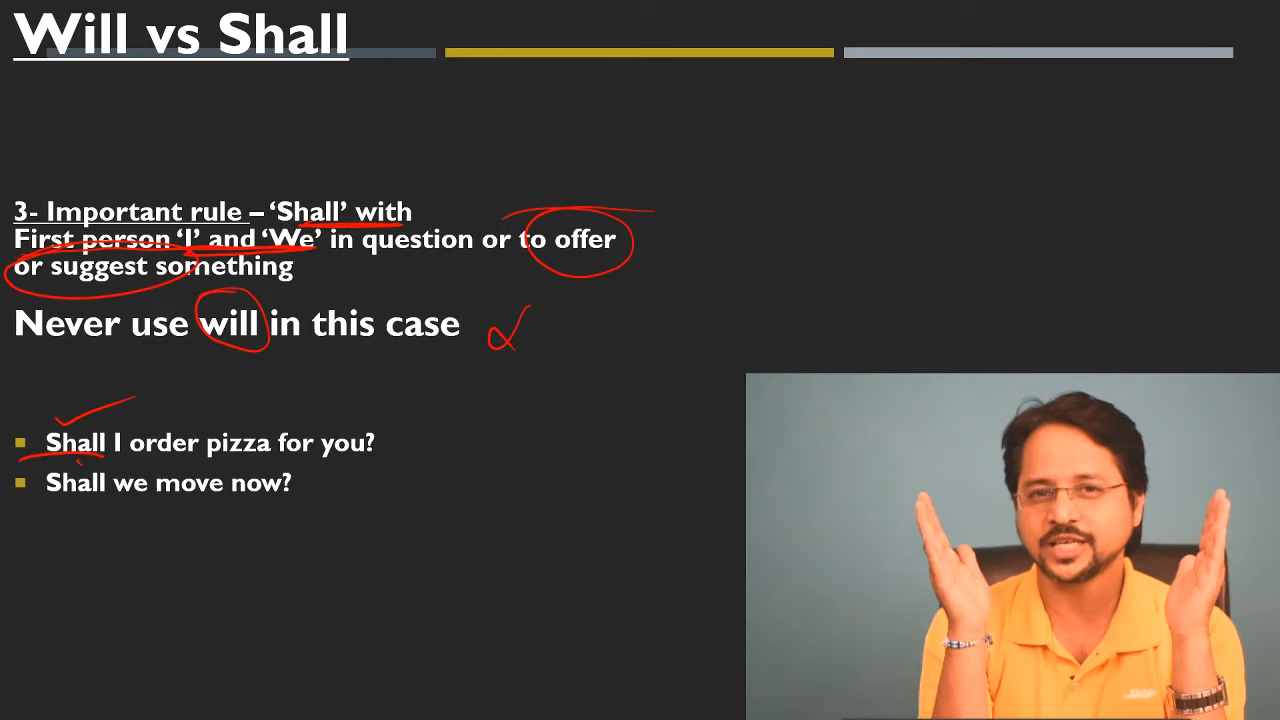 Will vs Shall
3- Important rule – ‘Shall’ with
First person ‘I’ and ‘We’ in question or to offer
or suggest something
Never use will in this case
Shall I order pizza for you?
Shall we move now?